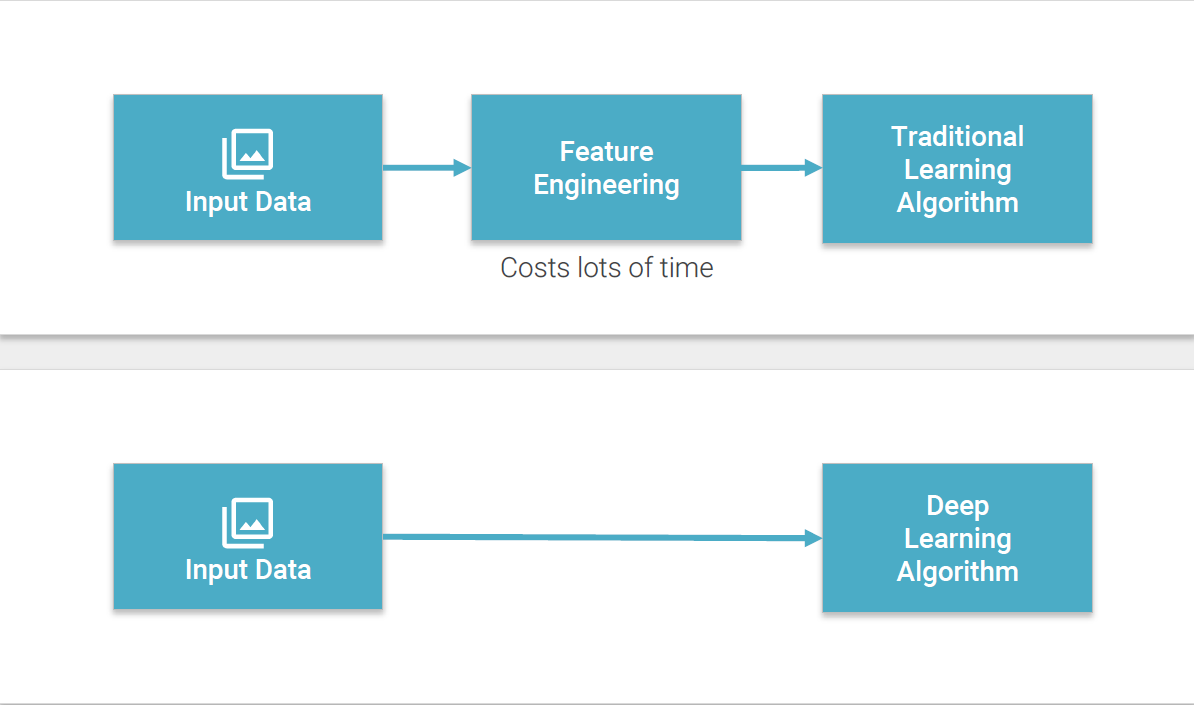 Input Data
Feature
Engineering
Traditional
Learning
Algorithm
Costs lots of time
Input Data
Deep
Learning
Algorithm